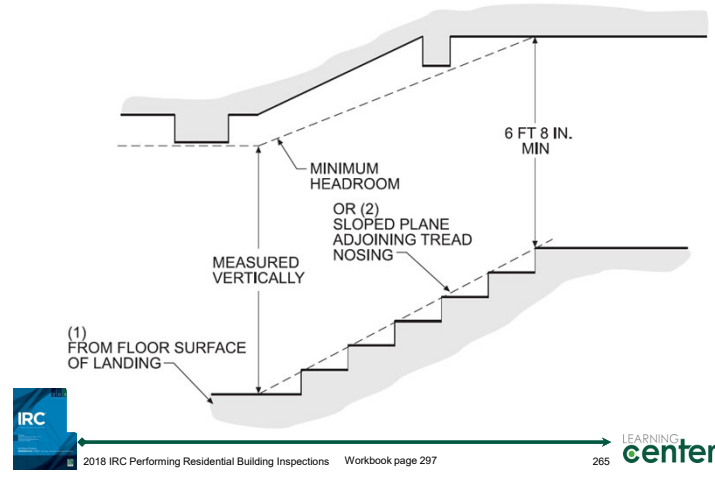 6 FT 8 IN.
MIN
MINIMUM
HEADROOM
OR (2)
SLOPED PLANE
ADJOINING TREAD
NOSING
MEASURED
VERTICALLY
(1)
FROM FLOOR SURFACE
OF LANDING
IRC
2018 IRC Performing Residential Building Inspections
Workbook page 297
265
LEARNING
center